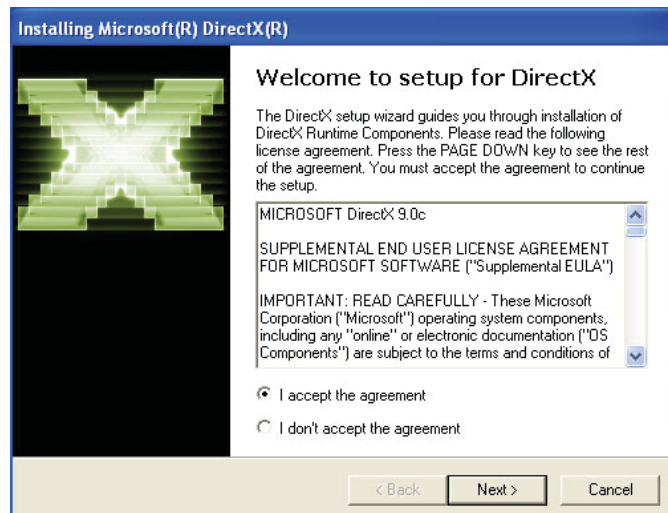 Installing Microsoft(R) DirectX(R)
Welcome to setup for DirectX
The DirectX setup wizard guides you through installation of
DirectX Runtime Components. Please read the following
license agreement. Press the PAGE DOWN key to see the rest
of the agreement. You must accept the agreement to continue
the setup.
MICROSOFT DirectX 9.0c
SUPPLEMENTAL END USER LICENSE AGREEMENT
FOR MICROSOFT SOFTWARE ("Supplemental EULA")
IMPORTANT: READ CAREFULLY - These Microsoft
Corporation ("Microsoft") operating system components,
including any "online" or electronic documentation ("OS
Components") are subject to the terms and conditions of
I accept the agreement
I don't accept the agreement
< Back Next > Cancel